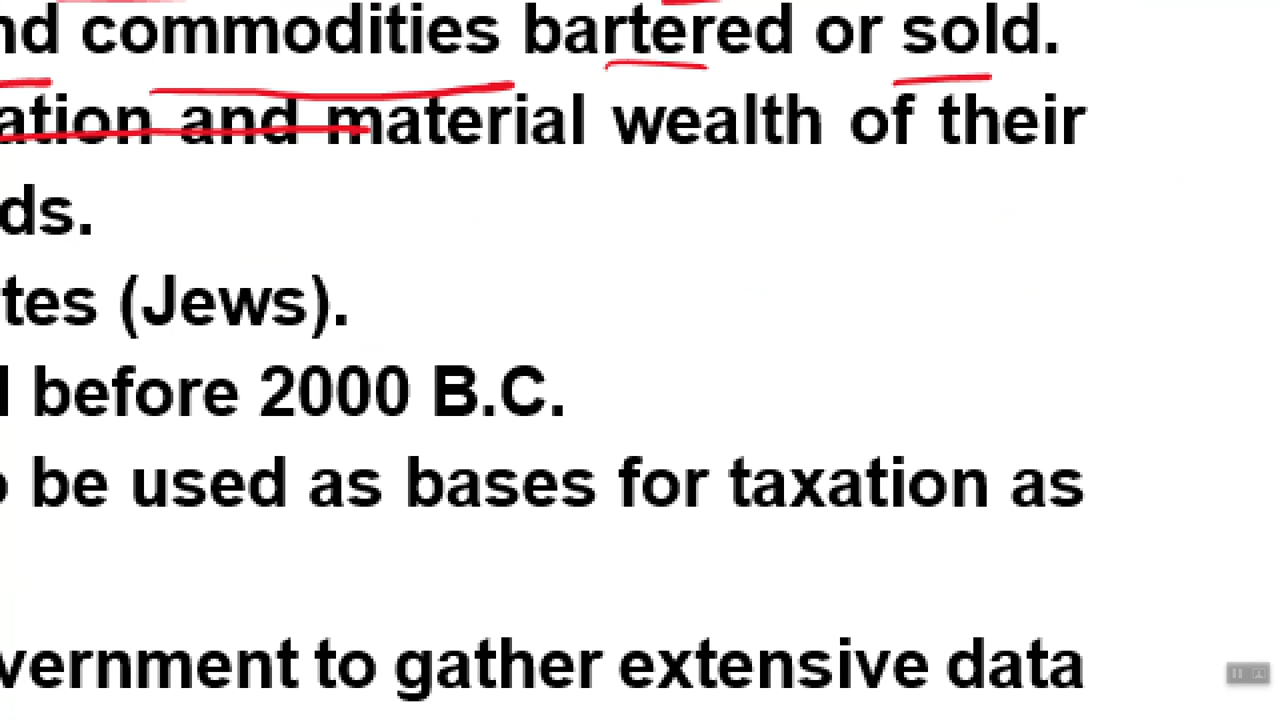 nd commodities bartered or sold.
ation and material wealth of their
ds.
tes (Jews).
before 2000 B.C.
be used as bases for taxation as
vernment to gather extensive data